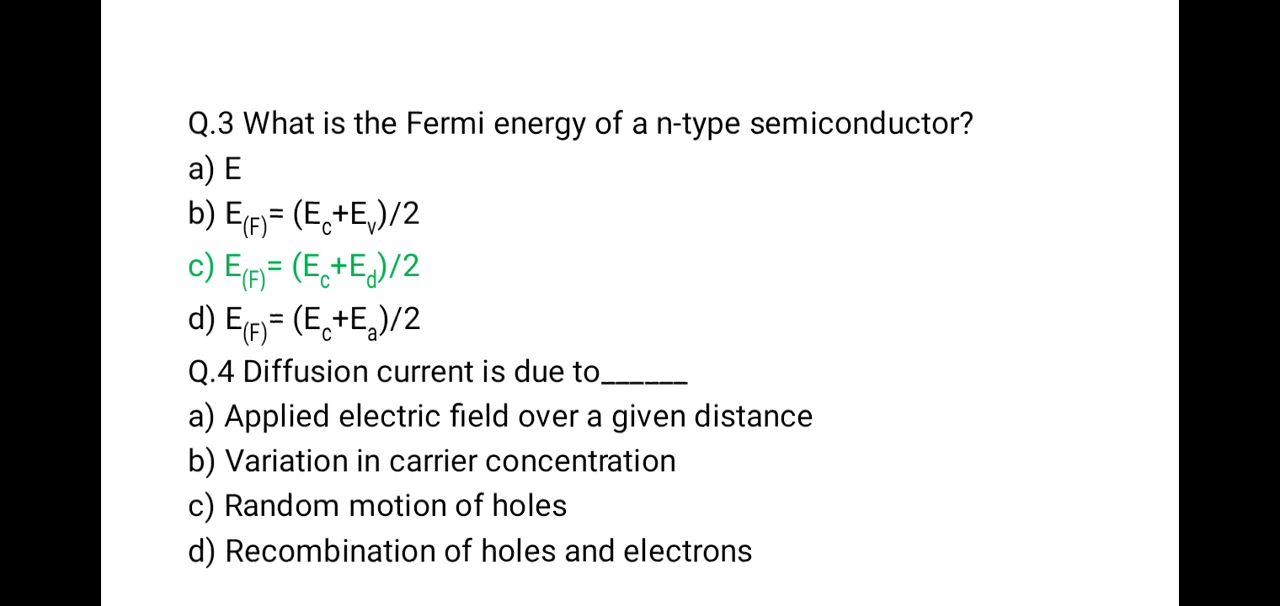 Q.3 What is the Fermi energy of a n-type semiconductor?
a) E
b) E(F)= (Ec+Ev)/2
c) E(F)= (Ec+Ed)/2
d) E(F)= (Ec+Ea)/2
Q.4 Diffusion current is due to______
a) Applied electric field over a given distance
b) Variation in carrier concentration
c) Random motion of holes
d) Recombination of holes and electrons